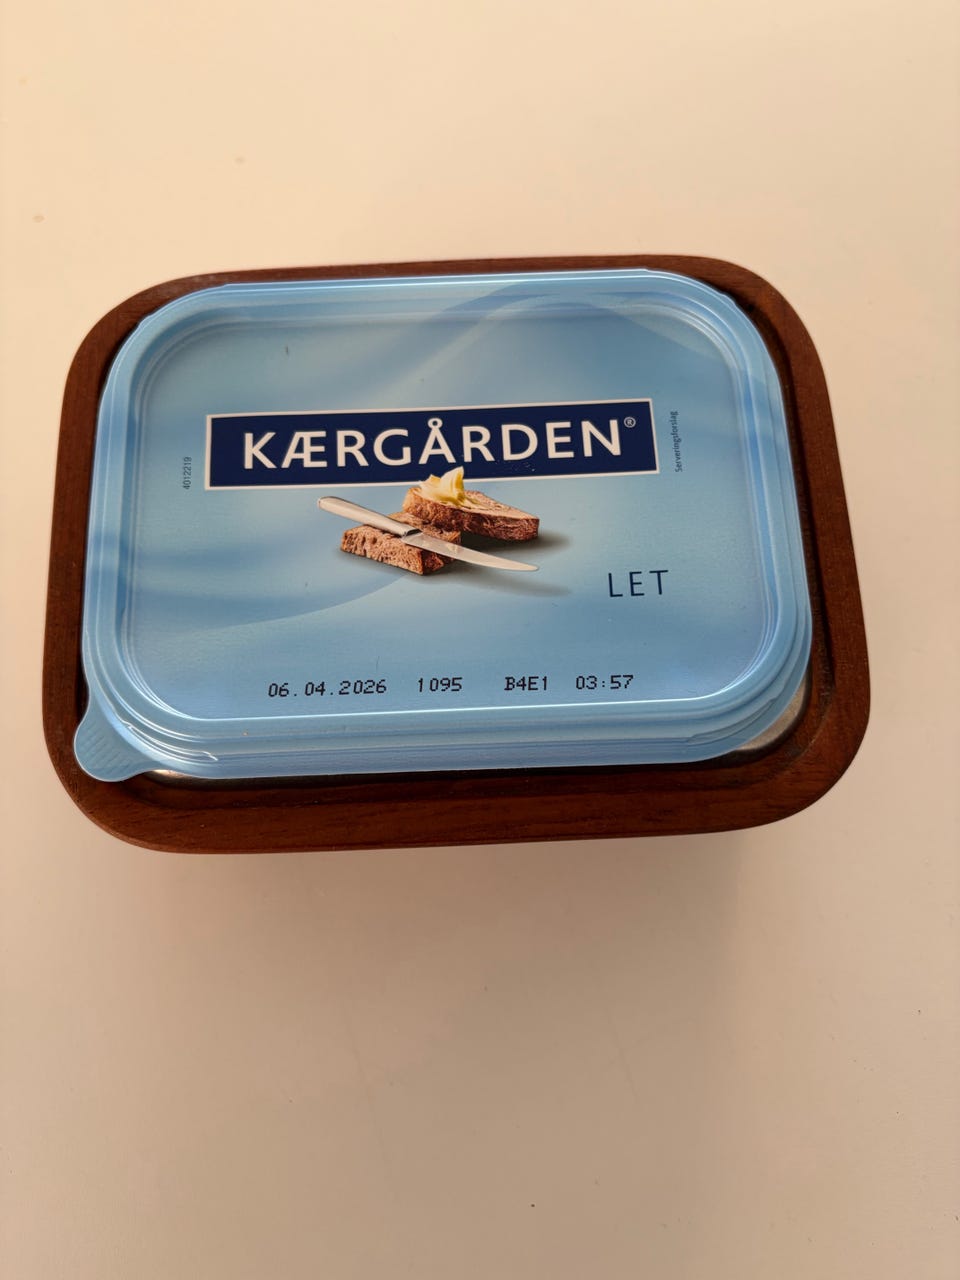 KÆRGÅRDEN®
4012219
Serveringsforslag
LET
06.04.2026 1095 B4E1 03:57